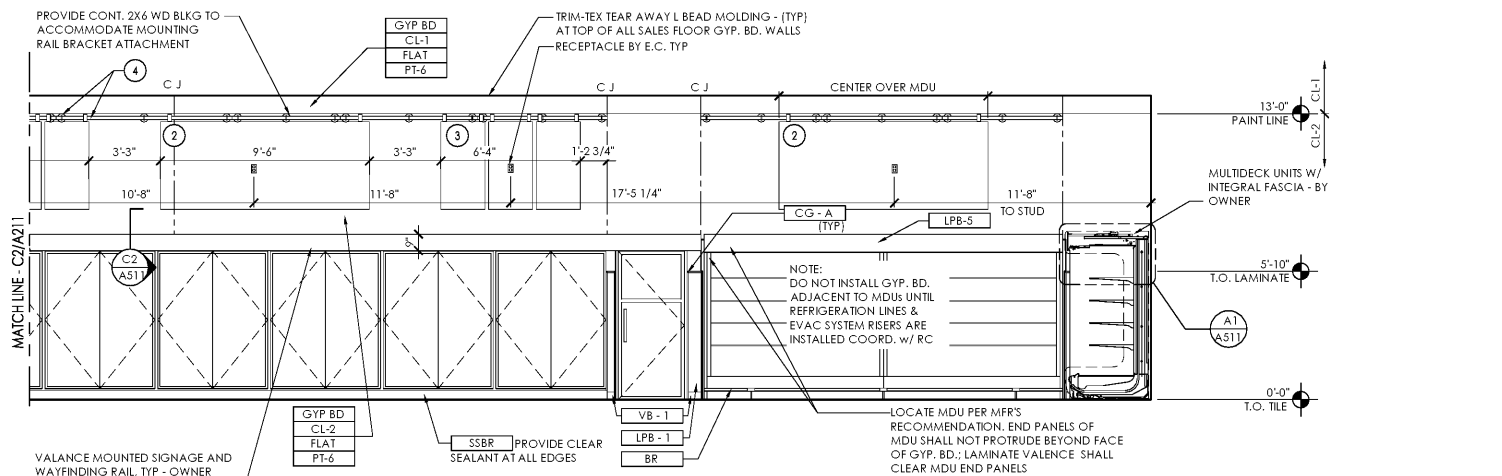 PROVIDE CONT. 2X6 WD BLKG TO
ACCOMMODATE MOUNTING
RAIL BRACKET ATTACHMENT
GYP BD
CL-1
FLAT
PT-6
TRIM-TEX TEAR AWAY L BEAD MOLDING - (TYP)
AT TOP OF ALL SALES FLOOR GYP. BD. WALLS
RECEPTACLE BY E.C. TYP
4
C J
C J
C J
CENTER OVER MDU
CL-1
13'-0"
PAINT LINE
CL-2
2
3
2
3'-3"
9'-6"
3'-3"
6'-4"
1'-2 3/4"
10'-8"
11'-8"
17'-5 1/4"
11'-8"
TO STUD
MULTIDECK UNITS W/
INTEGRAL FASCIA - BY
OWNER
CG - A
(TYP)
LPB-5
9"
MATCH LINE - C2/A211
C2
A511
NOTE:
DO NOT INSTALL GYP. BD.
ADJACENT TO MDUs UNTIL
REFRIGERATION LINES &
EVAC SYSTEM RISERS ARE
INSTALLED COORD. w/ RC
5'-10"
T.O. LAMINATE
A1
A511
0'-0"
T.O. TILE
GYP BD
CL-2
FLAT
PT-6
SSBR PROVIDE CLEAR
SEALANT AT ALL EDGES
VB - 1
LPB - 1
BR
LOCATE MDU PER MFR'S
RECOMMENDATION. END PANELS OF
MDU SHALL NOT PROTRUDE BEYOND FACE
OF GYP. BD.; LAMINATE VALENCE SHALL
CLEAR MDU END PANELS
VALANCE MOUNTED SIGNAGE AND
WAYFINDING RAIL, TYP - OWNER